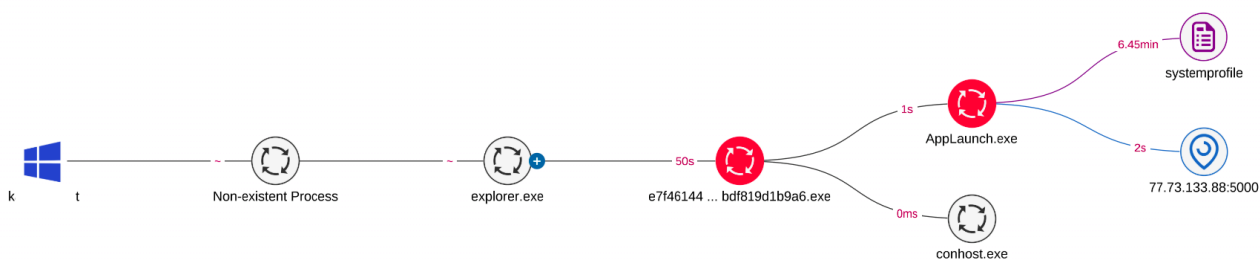 k t
~
Non-existent Process
~
explorer.exe
50s
e7f46144 ... bdf819d1b9a6.exe
1s
AppLaunch.exe
0ms
conhost.exe
6.45min
systemprofile
2s
77.73.133.88:5000